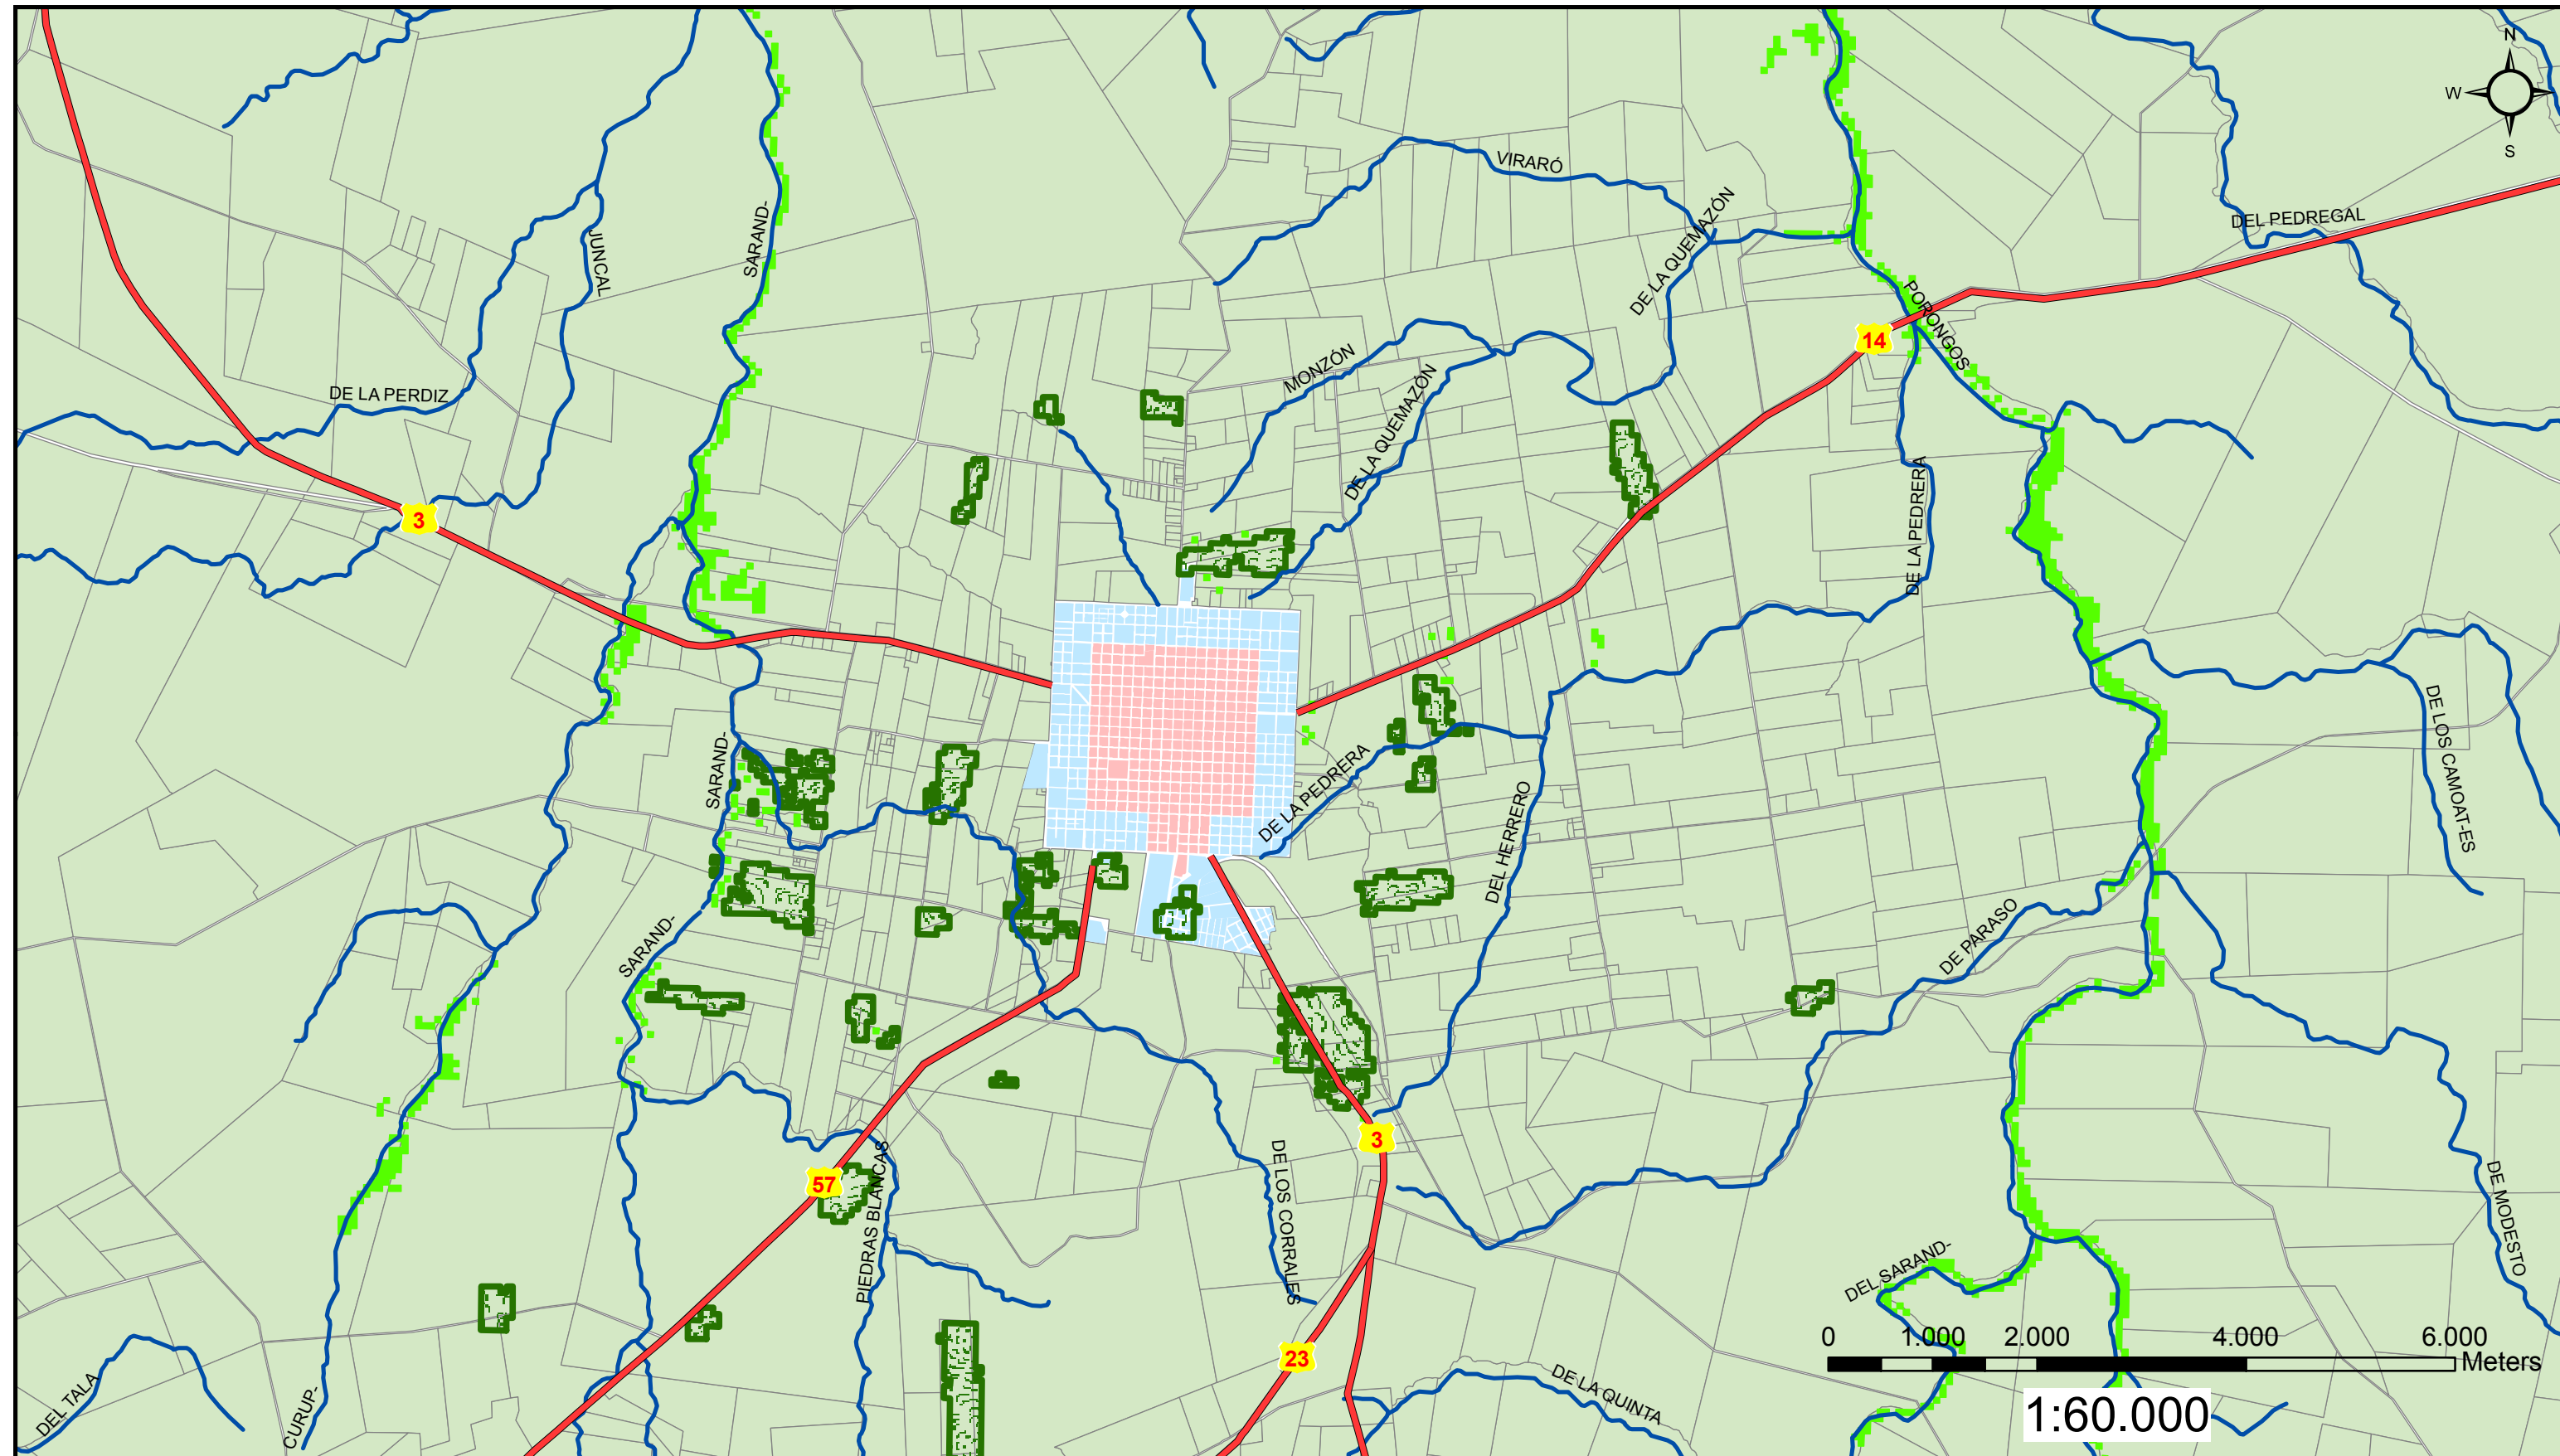 N
W
S
VIRARÓ
DE LA QUEMAZÓN
DEL PEDREGAL
SARAND-
JUNCAL
PORONGOS
14
MONZÓN
DE LA PERDIZ
DE LA QUEMAZÓN
3
DE LA PEDRERA
DE LOS CAMOAT-ES
SARAND-
DE LA PEDRERA
DEL HERRERO
SARAND-
DE PARASO
3
57
PIEDRAS BLANCAS
DE LOS CORRALES
DE MODESTO
DEL SARAND-
0 1.000 2.000 4.000 6.000
Meters
23
DEL TALA
CURUP-
DE LA QUINTA
1:60.000